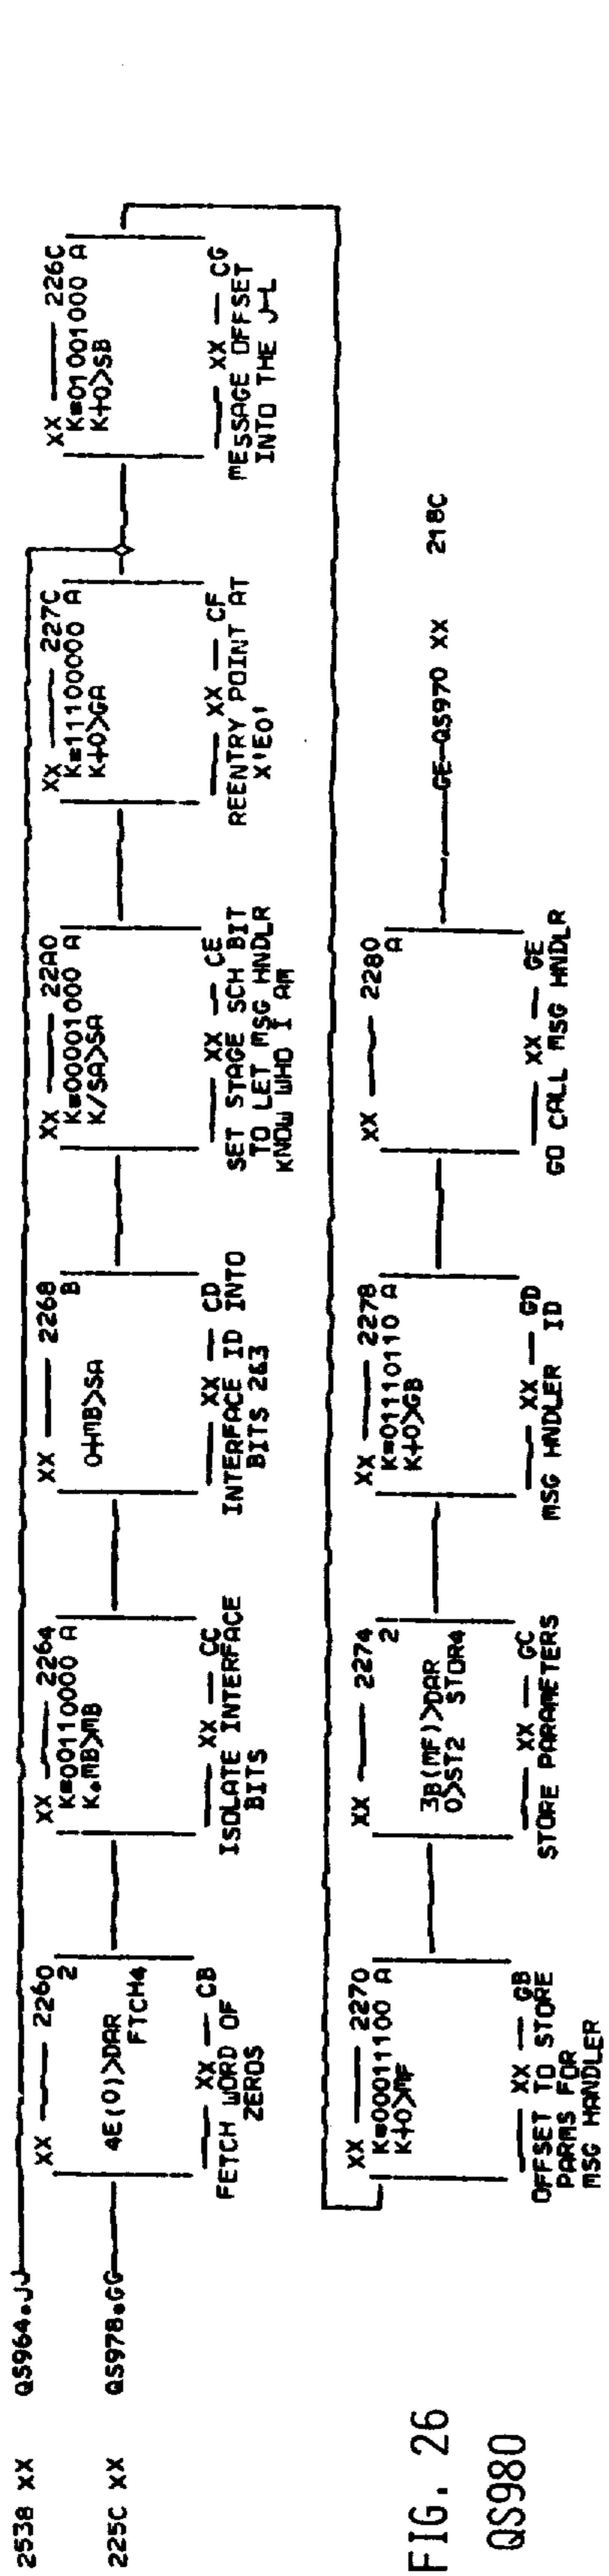 2538 XX QS964.JJ
225C XX QS978.GG
XX 2260
2
4E(0)>DAR
FTCH4
XX CB
FETCH WORD OF
ZEROS
XX 2264
K=00110000 A
K.MB>MB
XX CC
ISOLATE INTERFACE
BITS
XX 2268
B
0+MB>SA
XX CD
INTERFACE ID INTO
BITS 2&3
XX 22A0
K=00001000 A
K/SA>SA
XX CE
SET STAGE SCH BIT
TO LET MSG HNDLR
KNOW WHO I AM
XX 227C
K=11100000 A
K+0>GA
XX CF
REENTRY POINT AT
X'E0'
XX 226C
K=01001000 A
K+0>SB
XX CG
MESSAGE OFFSET
INTO THE J-L
XX 2270
K=00011100 A
K+0>MF
XX GB
OFFSET TO STORE
PARMS FOR
MSG HANDLER
XX 2274
2
3B(MF)>DAR
0>ST2 STOR4
XX GC
STORE PARAMETERS
XX 2278
K=01110110 A
K+0>GB
XX GD
MSG HNDLER ID
XX 2280
A
XX GE
GO CALL MSG HNDLR
GE-QS970 XX 218C
FIG. 26
QS980